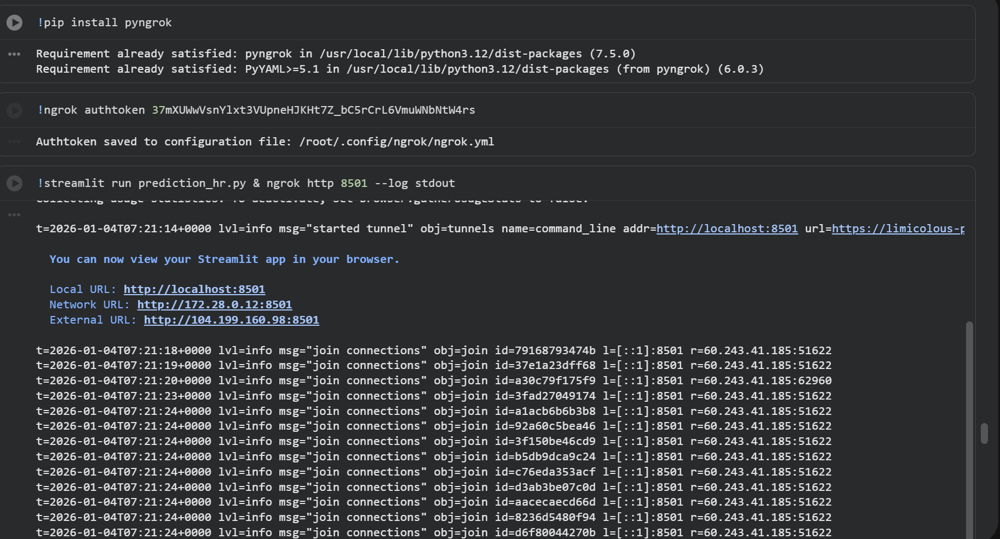 !pip install pyngrok
Requirement already satisfied: pyngrok in /usr/local/lib/python3.12/dist-packages (7.5.0)
Requirement already satisfied: PyYAML>=5.1 in /usr/local/lib/python3.12/dist-packages (from pyngrok) (6.0.3)
!ngrok authtoken 37mXUWwVsnYlxt3VUpneHJKHt7Z_bC5rCrL6VmuWNbNtW4rs
Authtoken saved to configuration file: /root/.config/ngrok/ngrok.yml
!streamlit run prediction_hr.py & ngrok http 8501 --log stdout
Collecting usage statistics. To deactivate, set browser.gatherUsageStats to false.
t=2026-01-04T07:21:14+0000 lvl=info msg="started tunnel" obj=tunnels name=command_line addr=http://localhost:8501 url=https://limicolous-p
You can now view your Streamlit app in your browser.
Local URL: http://localhost:8501
Network URL: http://172.28.0.12:8501
External URL: http://104.199.160.98:8501
t=2026-01-04T07:21:18+0000 lvl=info msg="join connections" obj=join id=79168793474b l=[::1]:8501 r=60.243.41.185:51622
t=2026-01-04T07:21:19+0000 lvl=info msg="join connections" obj=join id=37e1a23dff68 l=[::1]:8501 r=60.243.41.185:51622
t=2026-01-04T07:21:20+0000 lvl=info msg="join connections" obj=join id=a30c79f175f9 l=[::1]:8501 r=60.243.41.185:62960
t=2026-01-04T07:21:23+0000 lvl=info msg="join connections" obj=join id=3fad27049174 l=[::1]:8501 r=60.243.41.185:51622
t=2026-01-04T07:21:24+0000 lvl=info msg="join connections" obj=join id=a1acb6b6b3b8 l=[::1]:8501 r=60.243.41.185:51622
t=2026-01-04T07:21:24+0000 lvl=info msg="join connections" obj=join id=92a60c5bea46 l=[::1]:8501 r=60.243.41.185:51622
t=2026-01-04T07:21:24+0000 lvl=info msg="join connections" obj=join id=3f150be46cd9 l=[::1]:8501 r=60.243.41.185:51622
t=2026-01-04T07:21:24+0000 lvl=info msg="join connections" obj=join id=b5db9dca9c24 l=[::1]:8501 r=60.243.41.185:51622
t=2026-01-04T07:21:24+0000 lvl=info msg="join connections" obj=join id=c76eda353acf l=[::1]:8501 r=60.243.41.185:51622
t=2026-01-04T07:21:24+0000 lvl=info msg="join connections" obj=join id=d3ab3be07c0d l=[::1]:8501 r=60.243.41.185:51622
t=2026-01-04T07:21:24+0000 lvl=info msg="join connections" obj=join id=aacecaecd66d l=[::1]:8501 r=60.243.41.185:51622
t=2026-01-04T07:21:24+0000 lvl=info msg="join connections" obj=join id=8236d5480f94 l=[::1]:8501 r=60.243.41.185:51622
t=2026-01-04T07:21:24+0000 lvl=info msg="join connections" obj=join id=d6f80044270b l=[::1]:8501 r=60.243.41.185:51622